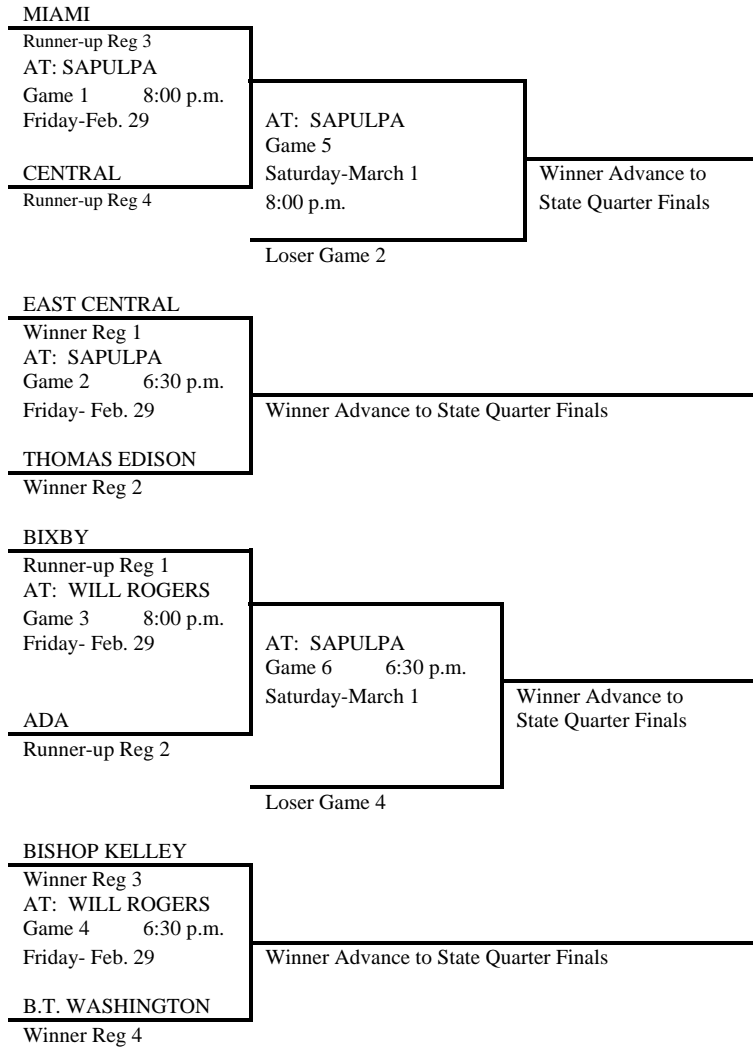 MIAMI
Runner-up Reg 3
AT: SAPULPA
Game 1 8:00 p.m.
Friday-Feb. 29
CENTRAL
Runner-up Reg 4
AT: SAPULPA
Game 5
Saturday-March 1
8:00 p.m.
Loser Game 2
Winner Advance to
State Quarter Finals
EAST CENTRAL
Winner Reg 1
AT: SAPULPA
Game 2 6:30 p.m.
Friday- Feb. 29
THOMAS EDISON
Winner Reg 2
Winner Advance to State Quarter Finals
BIXBY
Runner-up Reg 1
AT: WILL ROGERS
Game 3 8:00 p.m.
Friday- Feb. 29
ADA
Runner-up Reg 2
AT: SAPULPA
Game 6 6:30 p.m.
Saturday-March 1
Loser Game 4
Winner Advance to
State Quarter Finals
BISHOP KELLEY
Winner Reg 3
AT: WILL ROGERS
Game 4 6:30 p.m.
Friday- Feb. 29
B.T. WASHINGTON
Winner Reg 4
Winner Advance to State Quarter Finals